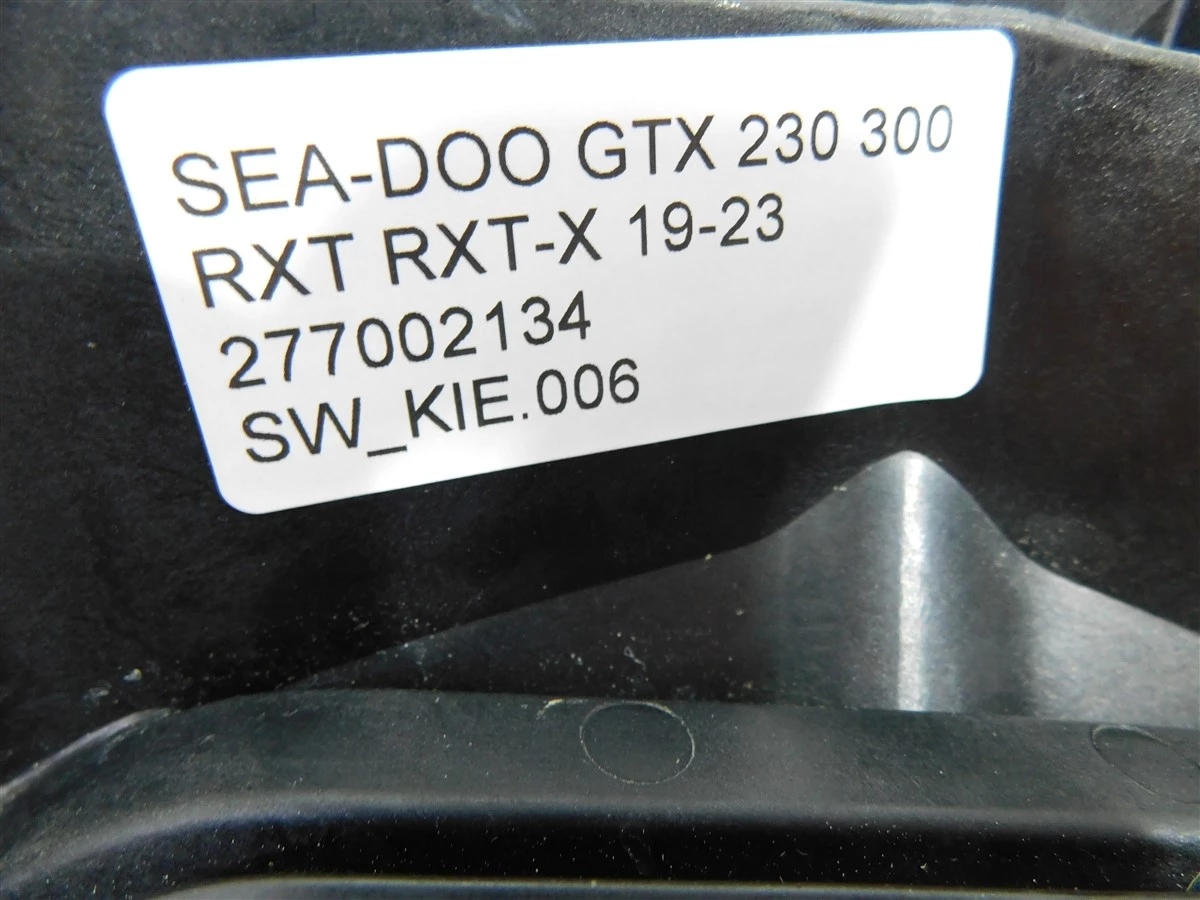 SEA-DOO GTX 230 300
RXT RXT-X 19-23
277002134
SW_KIE.006